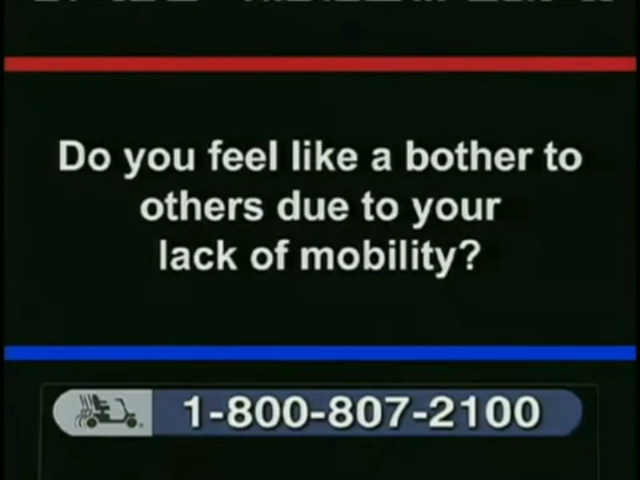 Do you feel like a bother to
others due to your
lack of mobility?
1-800-807-2100